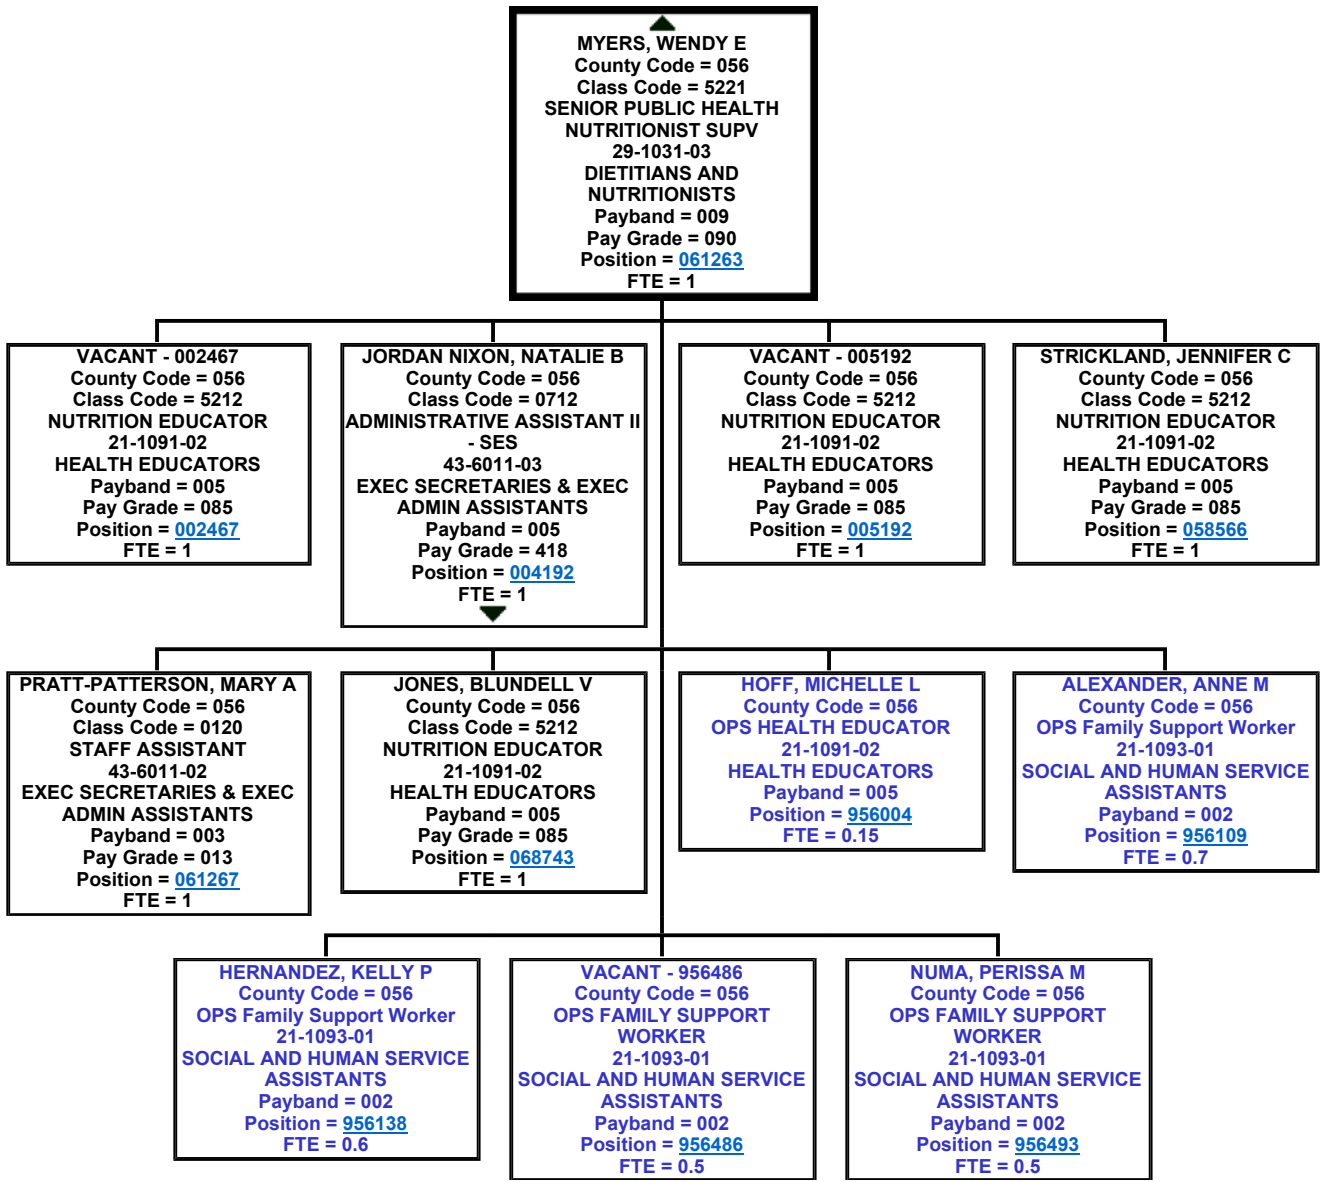 MYERS, WENDY E
County Code = 056
Class Code = 5221
SENIOR PUBLIC HEALTH
NUTRITIONIST SUPV
29-1031-03
DIETITIANS AND
NUTRITIONISTS
Payband = 009
Pay Grade = 090
Position = 061263
FTE = 1
VACANT - 002467
County Code = 056
Class Code = 5212
NUTRITION EDUCATOR
21-1091-02
HEALTH EDUCATORS
Payband = 005
Pay Grade = 085
Position = 002467
FTE = 1
JORDAN NIXON, NATALIE B
County Code = 056
Class Code = 0712
ADMINISTRATIVE ASSISTANT II
- SES
43-6011-03
EXEC SECRETARIES & EXEC
ADMIN ASSISTANTS
Payband = 005
Pay Grade = 418
Position = 004192
FTE = 1
VACANT - 005192
County Code = 056
Class Code = 5212
NUTRITION EDUCATOR
21-1091-02
HEALTH EDUCATORS
Payband = 005
Pay Grade = 085
Position = 005192
FTE = 1
STRICKLAND, JENNIFER C
County Code = 056
Class Code = 5212
NUTRITION EDUCATOR
21-1091-02
HEALTH EDUCATORS
Payband = 005
Pay Grade = 085
Position = 058566
FTE = 1
PRATT-PATTERSON, MARY A
County Code = 056
Class Code = 0120
STAFF ASSISTANT
43-6011-02
EXEC SECRETARIES & EXEC
ADMIN ASSISTANTS
Payband = 003
Pay Grade = 013
Position = 061267
FTE = 1
JONES, BLUNDELL V
County Code = 056
Class Code = 5212
NUTRITION EDUCATOR
21-1091-02
HEALTH EDUCATORS
Payband = 005
Pay Grade = 085
Position = 068743
FTE = 1
HOFF, MICHELLE L
County Code = 056
OPS HEALTH EDUCATOR
21-1091-02
HEALTH EDUCATORS
Payband = 005
Position = 956004
FTE = 0.15
ALEXANDER, ANNE M
County Code = 056
OPS Family Support Worker
21-1093-01
SOCIAL AND HUMAN SERVICE
ASSISTANTS
Payband = 002
Position = 956109
FTE = 0.7
HERNANDEZ, KELLY P
County Code = 056
OPS Family Support Worker
21-1093-01
SOCIAL AND HUMAN SERVICE
ASSISTANTS
Payband = 002
Position = 956138
FTE = 0.6
VACANT - 956486
County Code = 056
OPS FAMILY SUPPORT
WORKER
21-1093-01
SOCIAL AND HUMAN SERVICE
ASSISTANTS
Payband = 002
Position = 956486
FTE = 0.5
NUMA, PERISSA M
County Code = 056
OPS FAMILY SUPPORT
WORKER
21-1093-01
SOCIAL AND HUMAN SERVICE
ASSISTANTS
Payband = 002
Position = 956493
FTE = 0.5